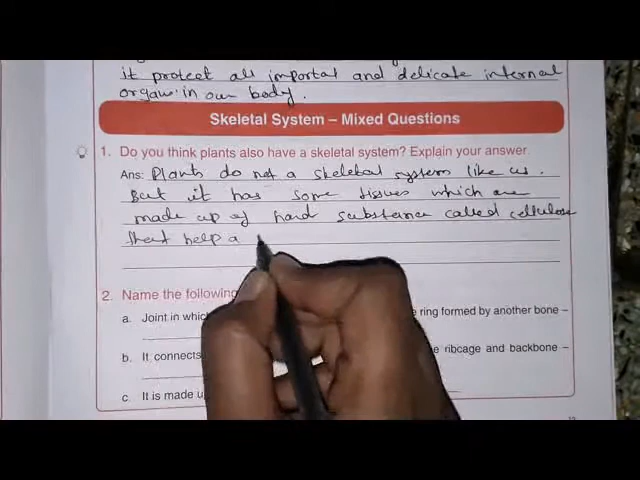 it protect all importal and delicate internal
organs in our body.
Skeletal System – Mixed Questions
1. Do you think plants also have a skeletal system? Explain your answer.
Ans: Plants do not a skeletal system like us.
But it has some tissues which are
made up of hard substance called cellulose
that help a
2. Name the following
a. Joint in which ring formed by another bone –
b. It connects ribcage and backbone –
c. It is made